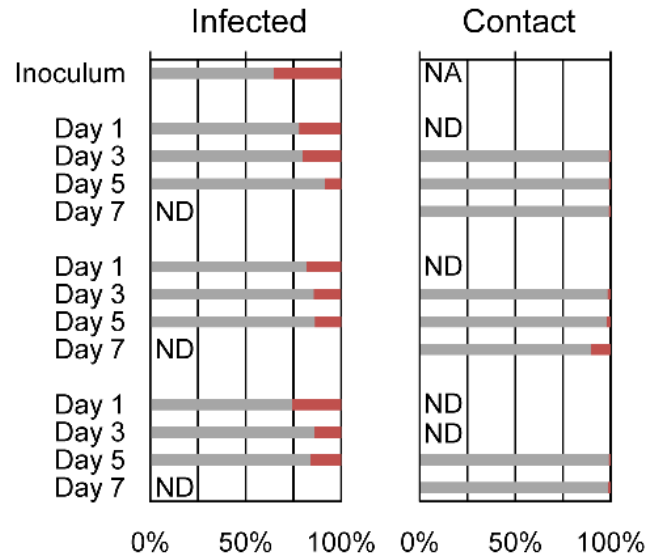 Infected Contact
Inoculum NA
Day 1 ND
Day 3
Day 5
Day 7 ND
Day 1 ND
Day 3
Day 5
Day 7 ND
Day 1 ND
Day 3 ND
Day 5
Day 7 ND
0% 50% 100% 0% 50% 100%